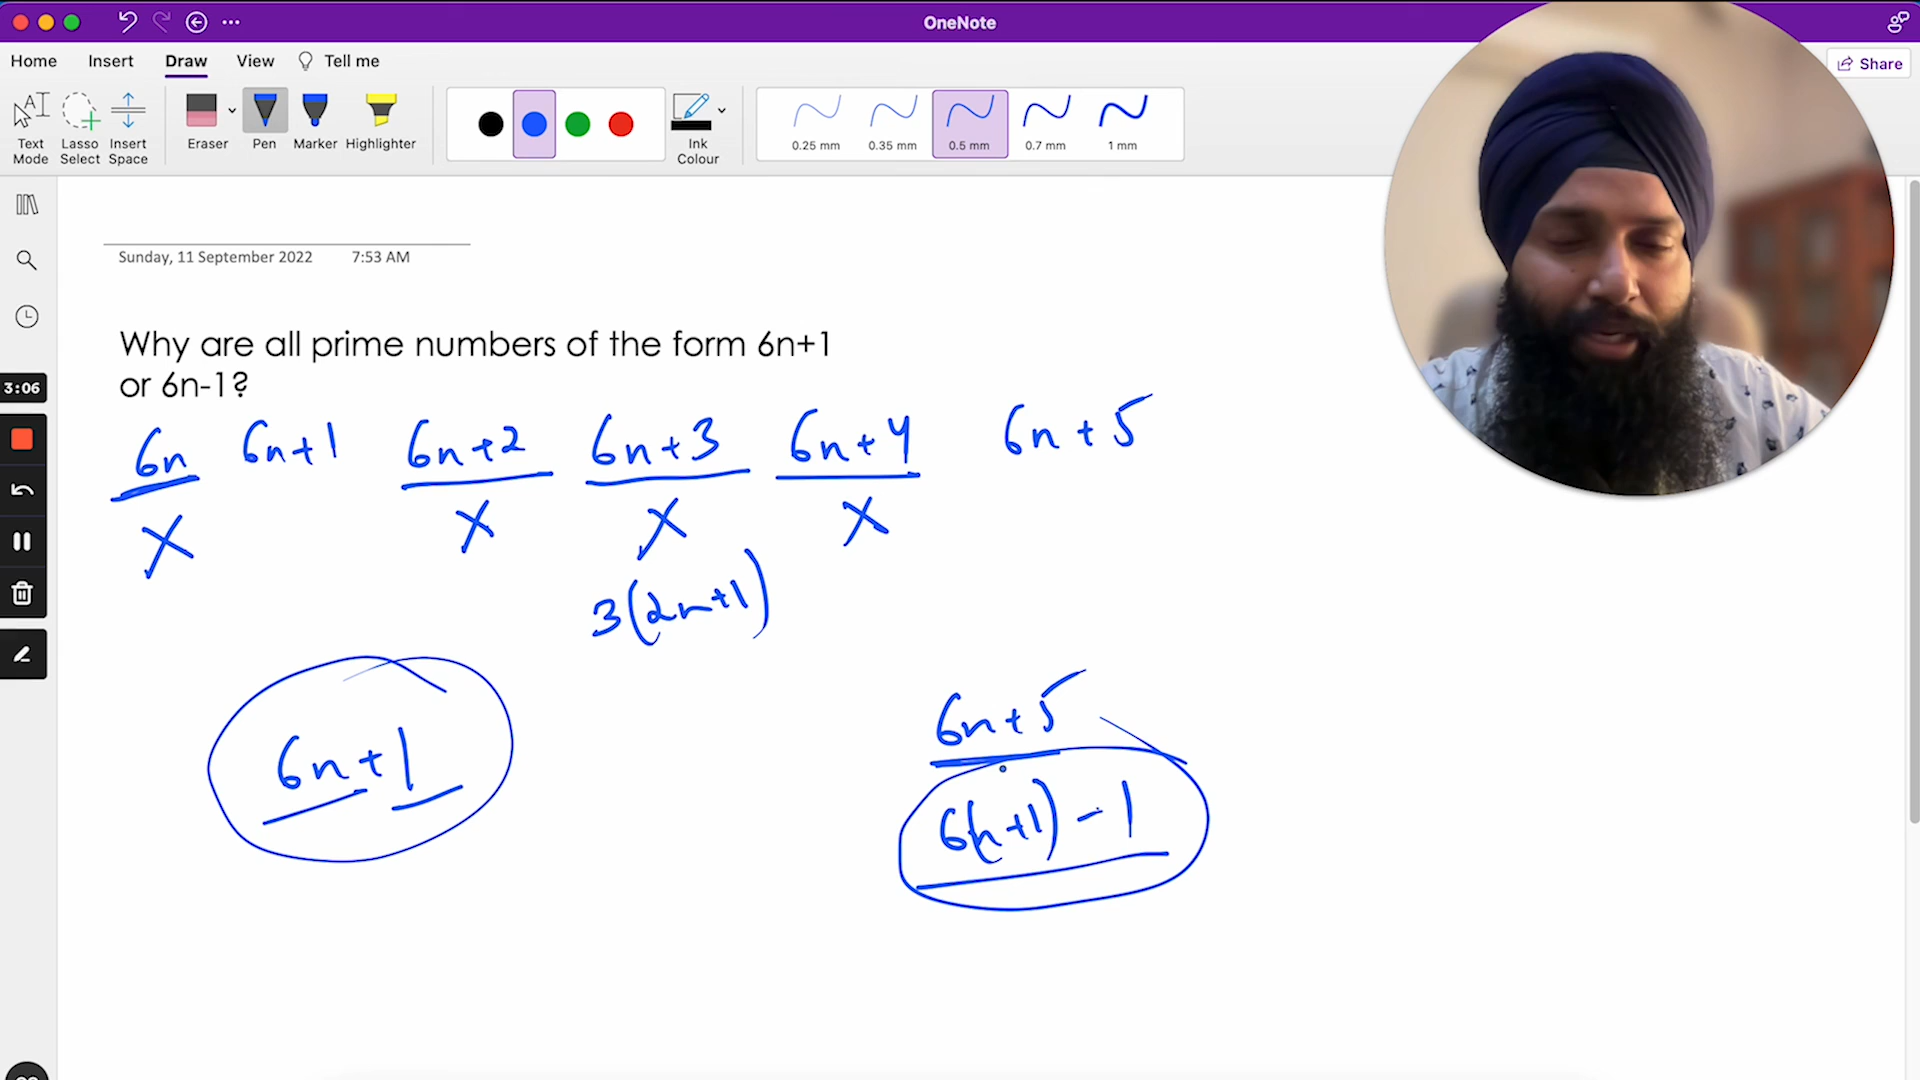 OneNote
Home Insert Draw View Tell me
Share
Text Mode
Lasso Select
Insert Space
Eraser
Pen
Marker
Highlighter
Ink Colour
0.25 mm
0.35 mm
0.5 mm
0.7 mm
1 mm
Sunday, 11 September 2022 7:53 AM
Why are all prime numbers of the form 6n+1
or 6n-1?
3:06
6n 6n+1 6n+2 6n+3 6n+4 6n+5
X X X X
3(2n+1)
6n+1
6n+5
6(n+1)-1